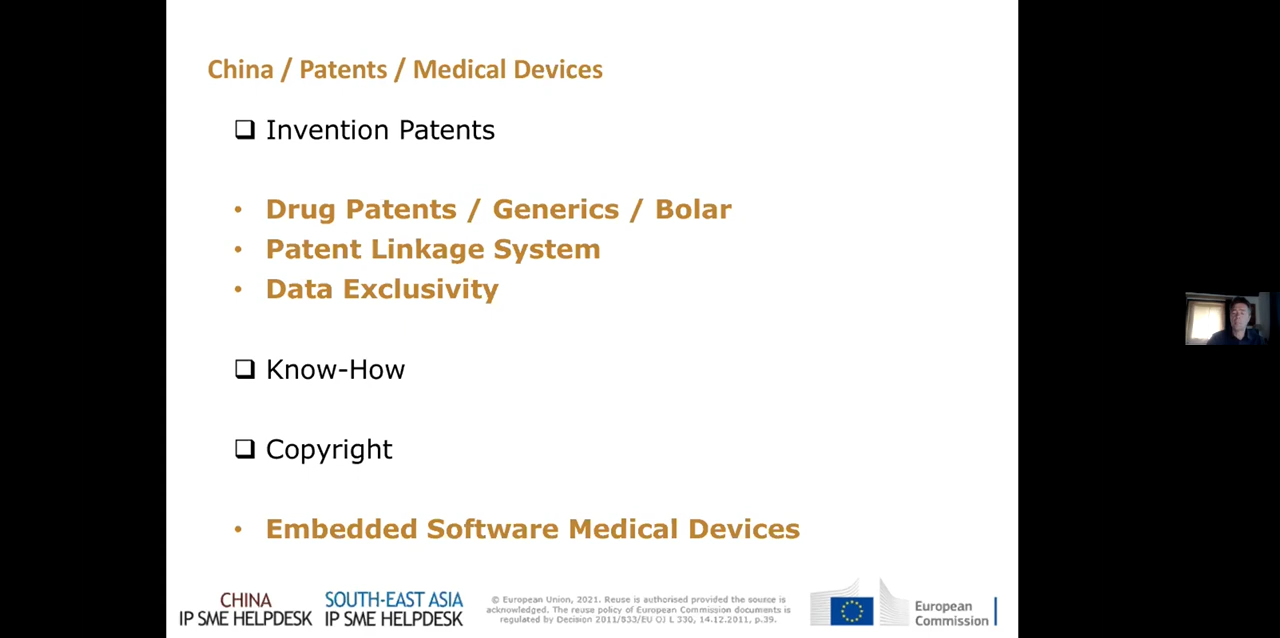 China / Patents / Medical Devices
❑ Invention Patents
• Drug Patents / Generics / Bolar
• Patent Linkage System
• Data Exclusivity
❑ Know-How
❑ Copyright
• Embedded Software Medical Devices
CHINA
IP SME HELPDESK
SOUTH-EAST ASIA
IP SME HELPDESK
© European Union, 2021. Reuse is authorised provided the source is
acknowledged. The reuse policy of European Commission documents is
regulated by Decision 2011/833/EU OJ L 330, 14.12.2011, p.39.
European
Commission